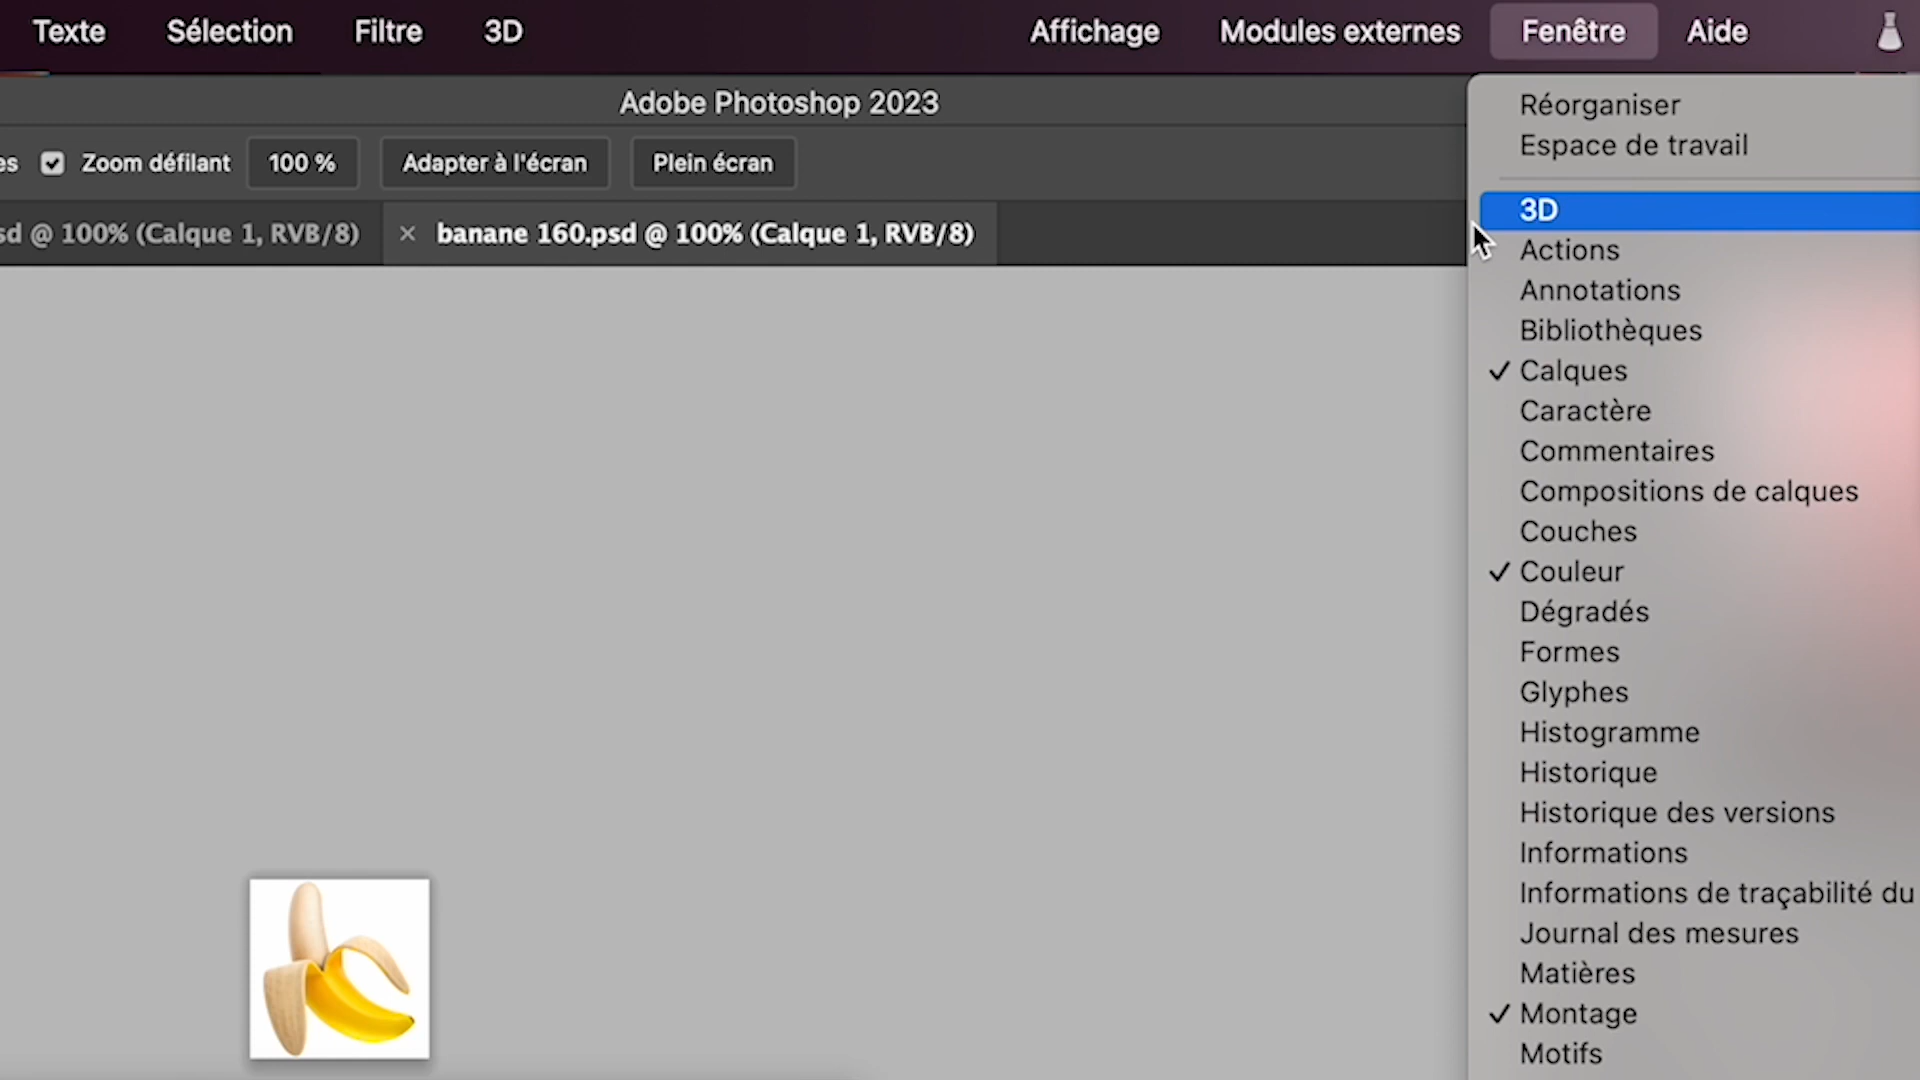 Texte Sélection Filtre 3D Affichage Modules externes Fenêtre Aide
Adobe Photoshop 2023
es Zoom défilant 100 % Adapter à l'écran Plein écran
sd @ 100% (Calque 1, RVB/8) × banane 160.psd @ 100% (Calque 1, RVB/8)
Réorganiser
Espace de travail
3D
Actions
Annotations
Bibliothèques
✓ Calques
Caractère
Commentaires
Compositions de calques
Couches
✓ Couleur
Dégradés
Formes
Glyphes
Histogramme
Historique
Historique des versions
Informations
Informations de traçabilité du
Journal des mesures
Matières
✓ Montage
Motifs